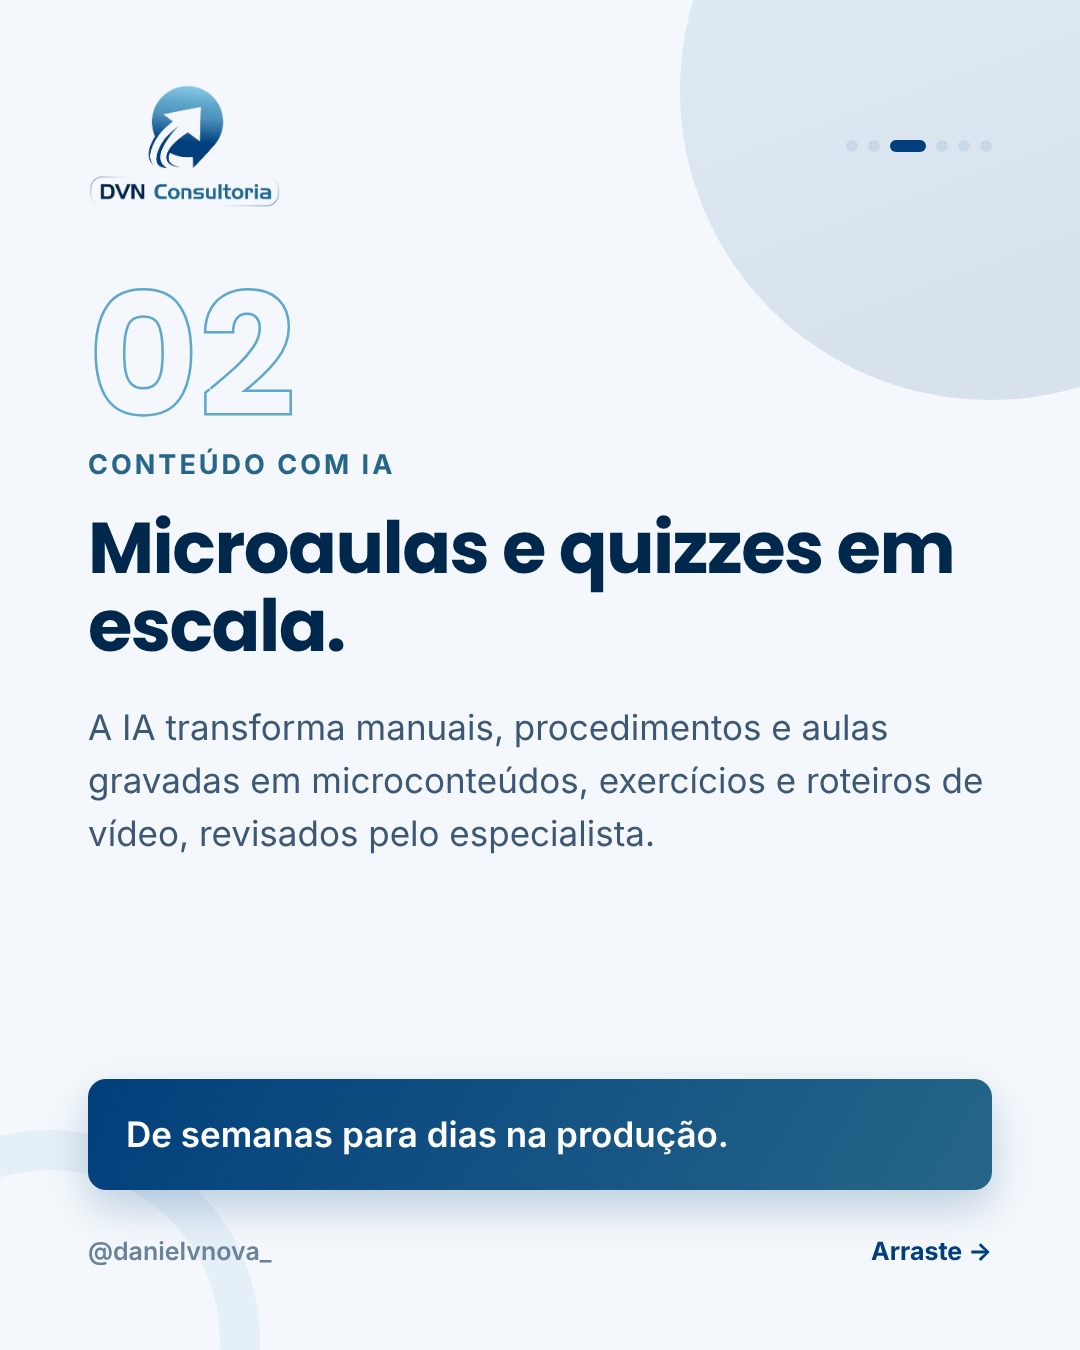 DVN Consultoria
02
CONTEÚDO COM IA
Microaulas e quizzes em
escala.
A IA transforma manuais, procedimentos e aulas
gravadas em microconteúdos, exercícios e roteiros de
vídeo, revisados pelo especialista.
De semanas para dias na produção.
@danielvnova_
Arraste →